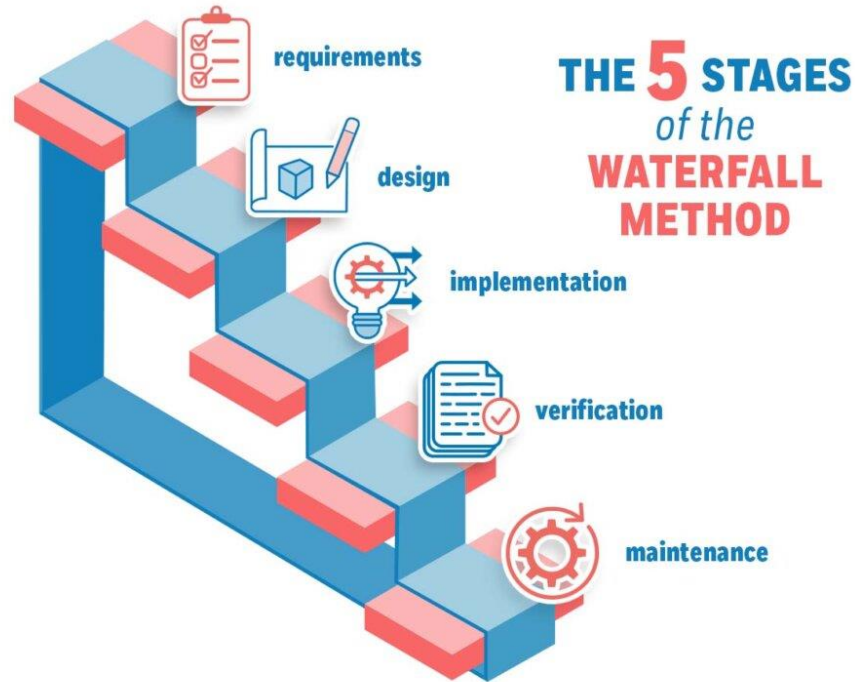 THE 5 STAGES
of the
WATERFALL
METHOD
requirements
design
implementation
verification
maintenance